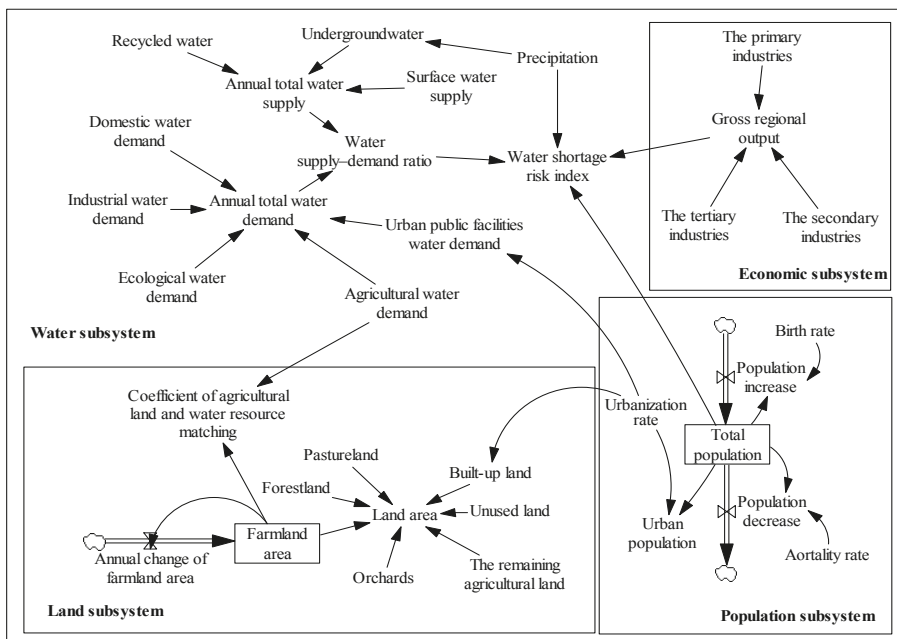 Recycled water
Undergroundwater
Precipitation
Annual total water
supply
Surface water
supply
Domestic water
demand
Water
supply–demand ratio
Water shortage
risk index
Industrial water
demand
Annual total water
demand
Urban public facilities
water demand
Ecological water
demand
Agricultural water
demand
Water subsystem
The primary
industries
Gross regional
output
The tertiary
industries
The secondary
industries
Economic subsystem
Coefficient of agricultural
land and water resource
matching
Pastureland
Forestland
Built-up land
Land area
Unused land
Farmland
area
Annual change of
farmland area
Orchards
The remaining
agricultural land
Land subsystem
Urbanization
rate
Birth rate
Population
increase
Total
population
Population
decrease
Urban
population
Aortality rate
Population subsystem